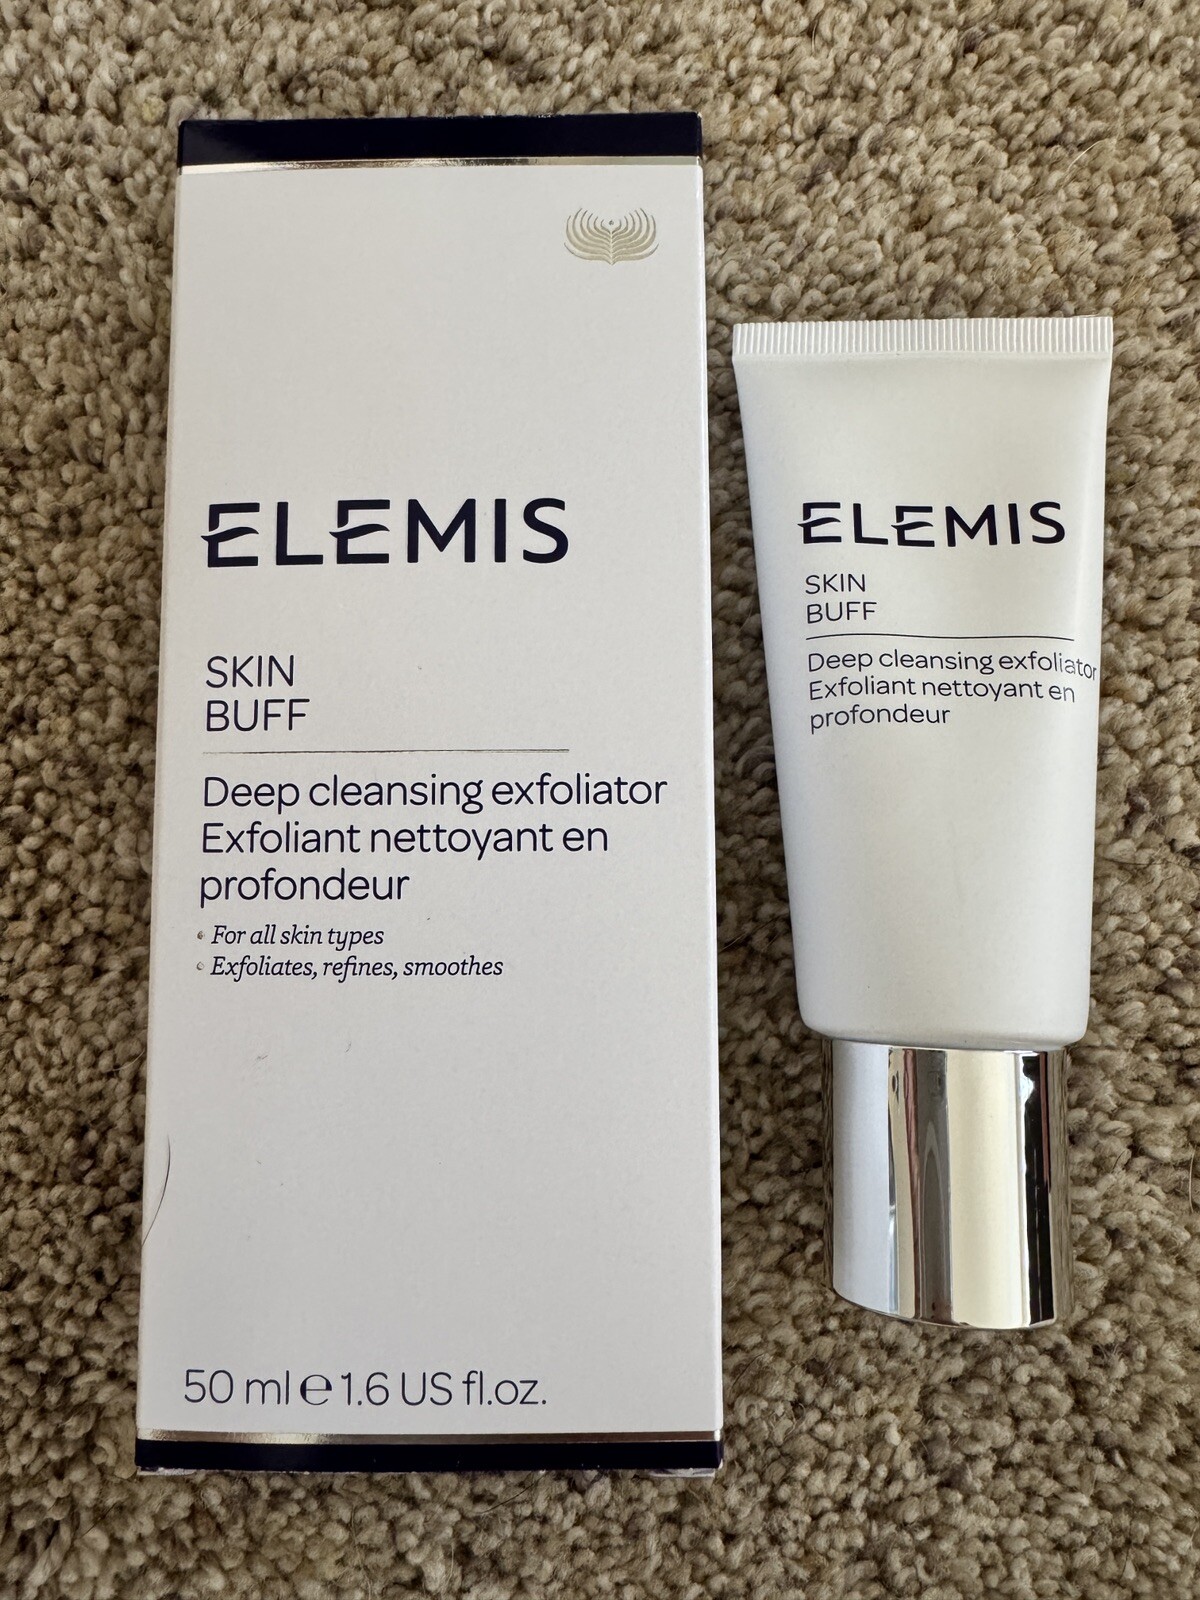 ELEMIS
SKIN
BUFF
Deep cleansing exfoliator
Exfoliant nettoyant en
profondeur
• For all skin types
• Exfoliates, refines, smoothes
50 ml ℮ 1.6 US fl.oz.
ELEMIS
SKIN
BUFF
Deep cleansing exfoliator
Exfoliant nettoyant en
profondeur